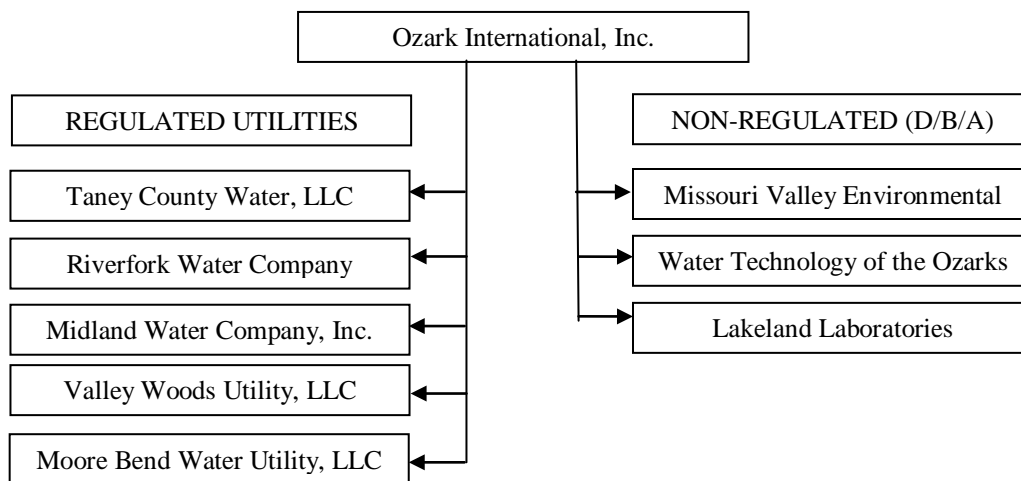 Ozark International, Inc.
REGULATED UTILITIES
Taney County Water, LLC
Riverfork Water Company
Midland Water Company, Inc.
Valley Woods Utility, LLC
Moore Bend Water Utility, LLC
NON-REGULATED (D/B/A)
Missouri Valley Environmental
Water Technology of the Ozarks
Lakeland Laboratories